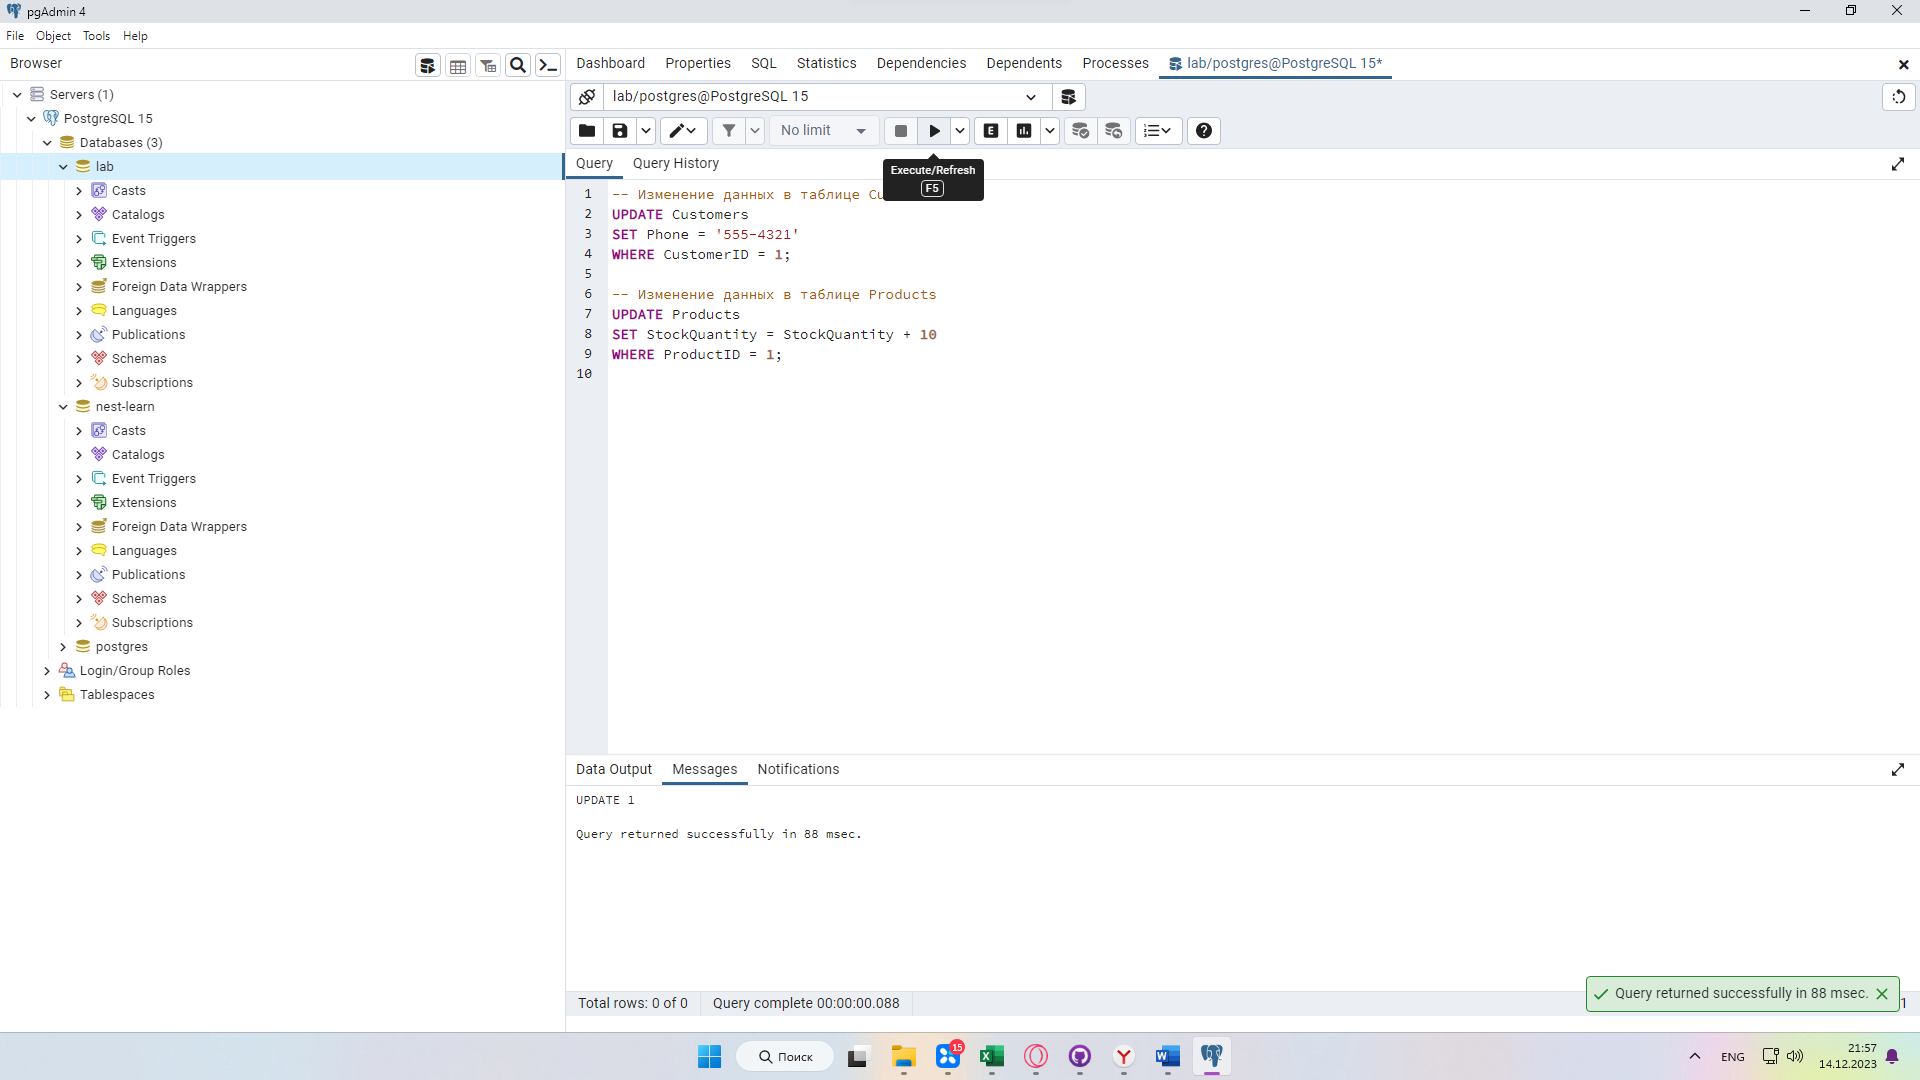 pgAdmin 4
File Object Tools Help
Browser
Dashboard Properties SQL Statistics Dependencies Dependents Processes lab/postgres@PostgreSQL 15*
Servers (1)
PostgreSQL 15
Databases (3)
lab
Casts
Catalogs
Event Triggers
Extensions
Foreign Data Wrappers
Languages
Publications
Schemas
Subscriptions
nest-learn
Casts
Catalogs
Event Triggers
Extensions
Foreign Data Wrappers
Languages
Publications
Schemas
Subscriptions
postgres
Login/Group Roles
Tablespaces
lab/postgres@PostgreSQL 15
No limit
E
Query Query History
Execute/Refresh
F5
1 -- Изменение данных в таблице Cu
2 UPDATE Customers
3 SET Phone = '555-4321'
4 WHERE CustomerID = 1;
5
6 -- Изменение данных в таблице Products
7 UPDATE Products
8 SET StockQuantity = StockQuantity + 10
9 WHERE ProductID = 1;
10
Data Output Messages Notifications
UPDATE 1
Query returned successfully in 88 msec.
Total rows: 0 of 0 Query complete 00:00:00.088
Query returned successfully in 88 msec.
1
Поиск
15
ENG
21:57
14.12.2023